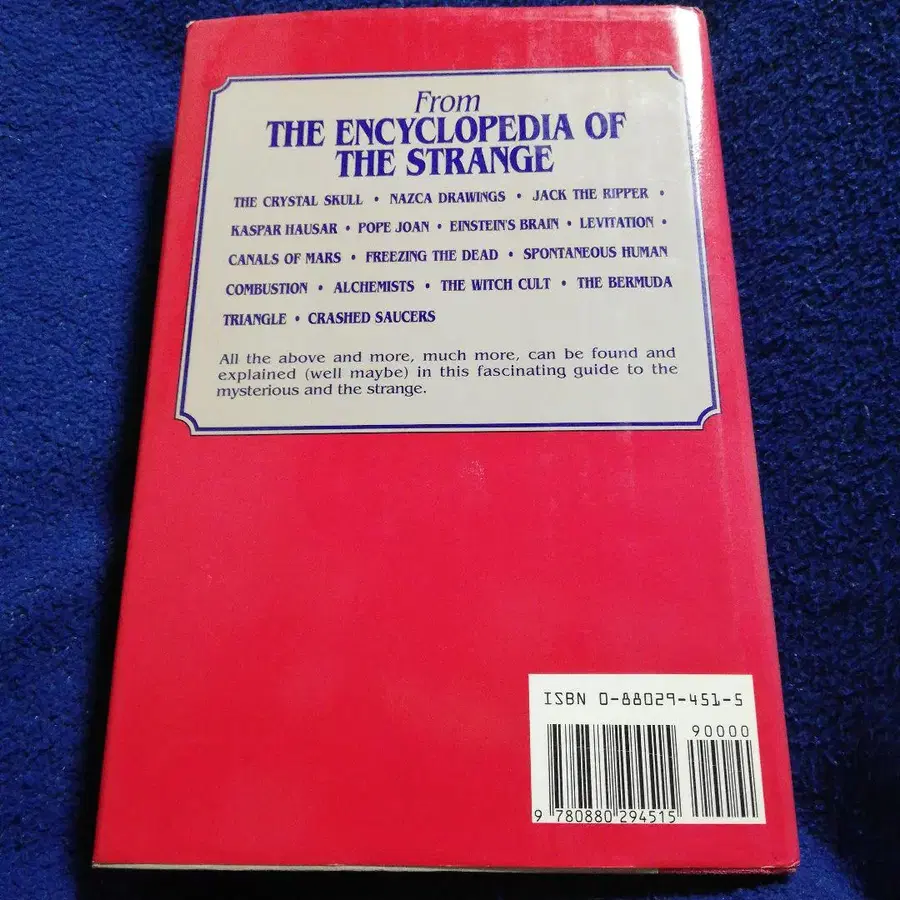 From
THE ENCYCLOPEDIA OF
THE STRANGE
THE CRYSTAL SKULL • NAZCA DRAWINGS • JACK THE RIPPER •
KASPAR HAUSAR • POPE JOAN • EINSTEIN'S BRAIN • LEVITATION •
CANALS OF MARS • FREEZING THE DEAD • SPONTANEOUS HUMAN
COMBUSTION • ALCHEMISTS • THE WITCH CULT • THE BERMUDA
TRIANGLE • CRASHED SAUCERS
All the above and more, much more, can be found and
explained (well maybe) in this fascinating guide to the
mysterious and the strange.
ISBN 0-88029-451-5
90000
9 780880 294515